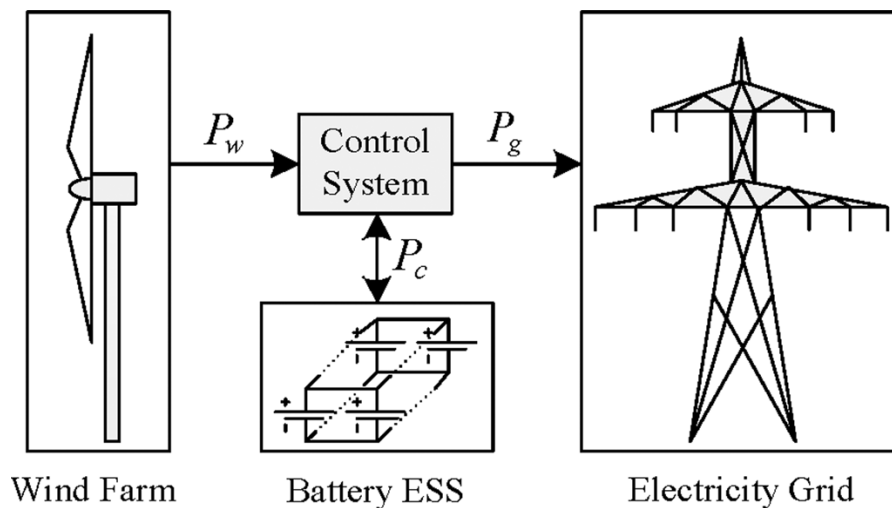 P_w
Control
System
P_g
P_c
+
+
+
+
Wind Farm
Battery ESS
Electricity Grid